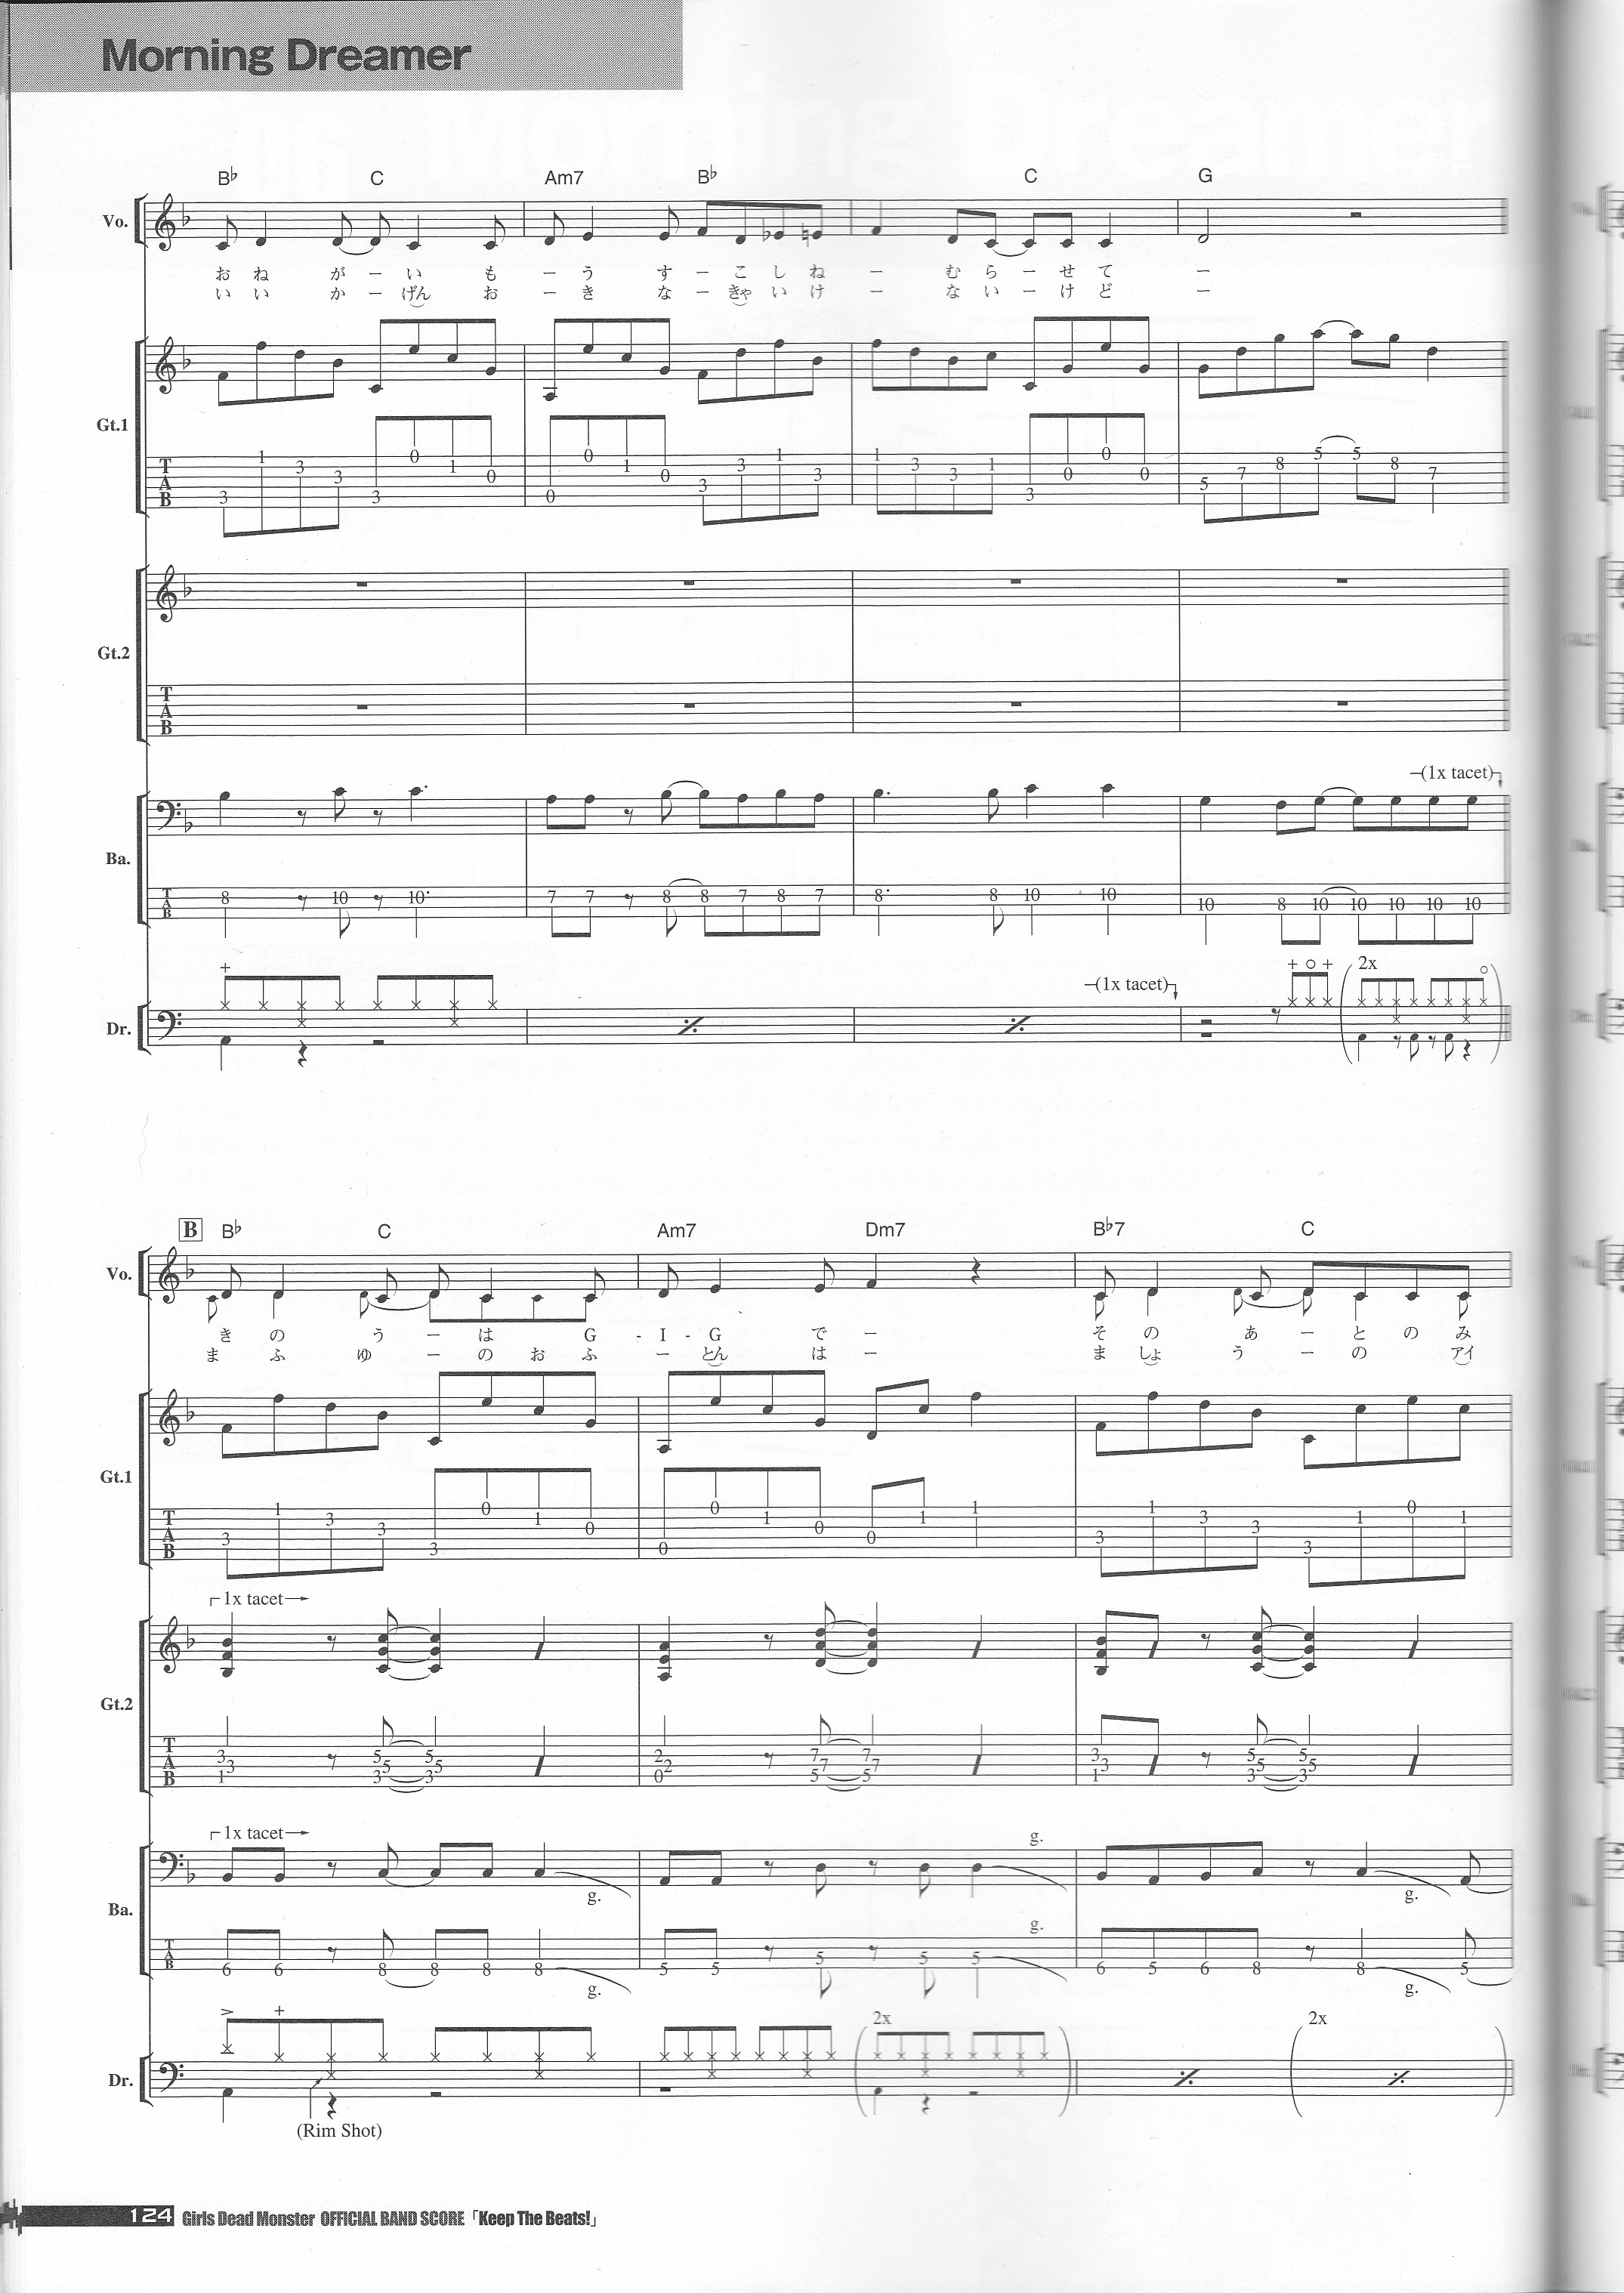 Morning Dreamer
B♭ C Am7 B♭ C G
Vo.
お ね が ー い も ー う す ー こ し ね ー む ら ー せ て ー
い い か ー げん お ー き な ー きゃ い け ー な い ー け ど ー
Gt.1
T A B
3 1 3 3 3 0 1 0 0 0 1 0 3 3 1 3 1 3 3 1 3 0 0 0 5 7 8 5 5 8 7
Gt.2
T A B
(1x tacet)
Ba.
T A B
8 10 10 7 7 8 8 7 8 7 8 8 10 10 10 8 10 10 10 10 10
(1x tacet)
+ + ○ + 2x ○
Dr.
B B♭ C Am7 Dm7 B♭7 C
Vo.
き の う ー は G - I - G で ー そ の あ ー と の み
ま ふ ゆ ー の お ふ ー とん は ー ま しょ う ー の アイ
Gt.1
T A B
3 1 3 3 3 0 1 0 0 0 1 0 0 1 1 3 1 3 3 3 1 0 1
1x tacet
Gt.2
T A B
3 3 1 5 5 3 5 5 3 2 2 0 7 7 5 7 7 5 3 3 1 5 5 3 5 5 3
1x tacet
g.
Ba.
g. g.
g.
T A B
6 6 8 8 8 8 5 5 5 5 5 6 5 6 8 8 5
g. g.
> + 2x 2x
Dr.
(Rim Shot)
124 Girls Dead Monster OFFICIAL BAND SCORE「Keep The Beats!」